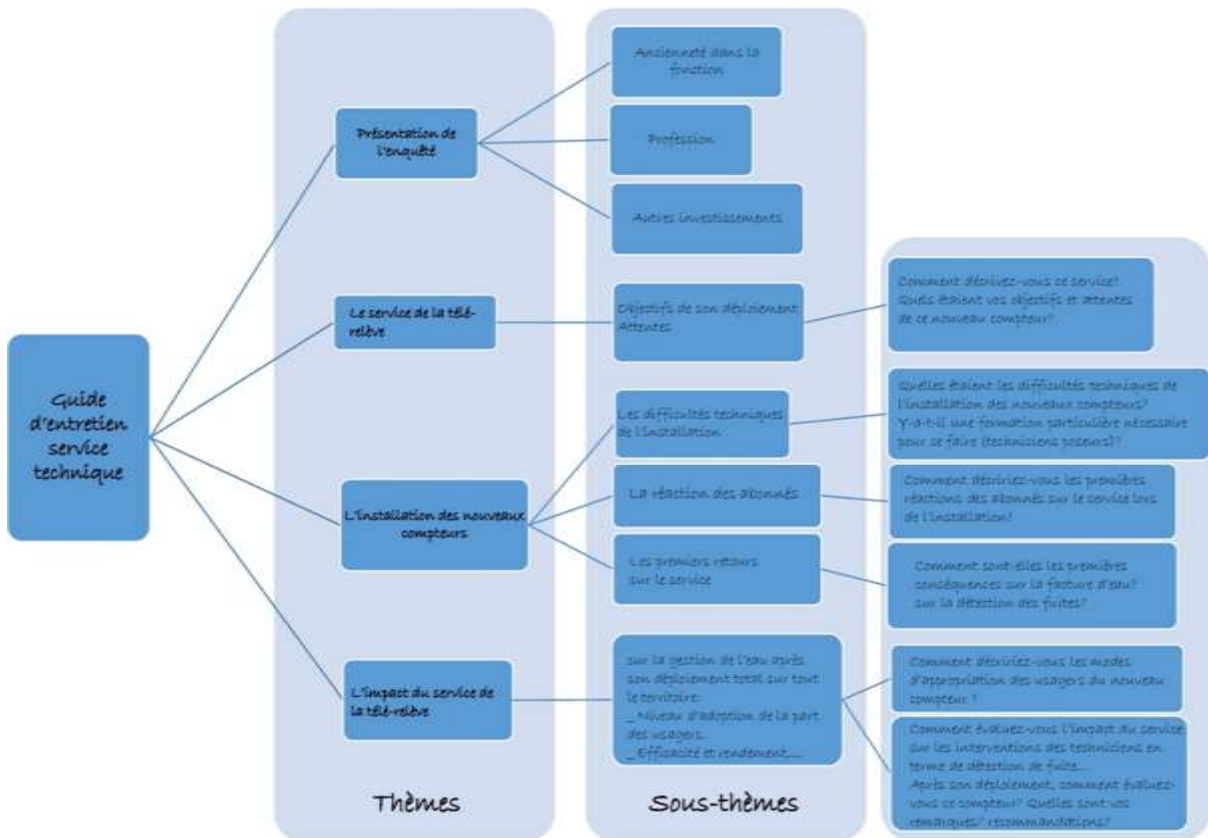 Guide
d'entretien
service
technique
Présentation de
l'enquêté
Le service de la télé-
relève
L'installation des nouveaux
compteurs
L'impact du service de
la télé-relève
Thèmes
Ancienneté dans la
fonction
Profession
Autres investissements
Objectifs de son déploiement
Attentes
Les difficultés techniques
de l'installation
La réaction des abonnés
Les premiers retours
sur le service
sur la gestion de l'eau après
son déploiement total sur tout
le territoire.
_ Niveau d'adoption de la part
des usagers.
_ Efficacité et rendement,...
Sous-thèmes
Comment décrivez-vous ce service?
Quels étaient vos objectifs et attentes
de ce nouveau compteur?
Quelles étaient les difficultés techniques de
l'installation des nouveaux compteurs?
Y-a-t-il une formation particulière nécessaire
pour se faire (techniciens poseurs)?
Comment décririez-vous les premières
réactions des abonnés sur le service lors
de l'installation?
Comment sont-elles les premières
conséquences sur la facture d'eau?
sur la détection des fuites?
Comment décririez-vous les modes
d'appropriation des usagers du nouveau
compteur ?
Comment évaluez-vous l'impact du service
sur les interventions des techniciens en
terme de détection de fuite...
Après son déploiement, comment évaluez-
vous ce compteur? Quelles sont vos
remarques/ recommandations?